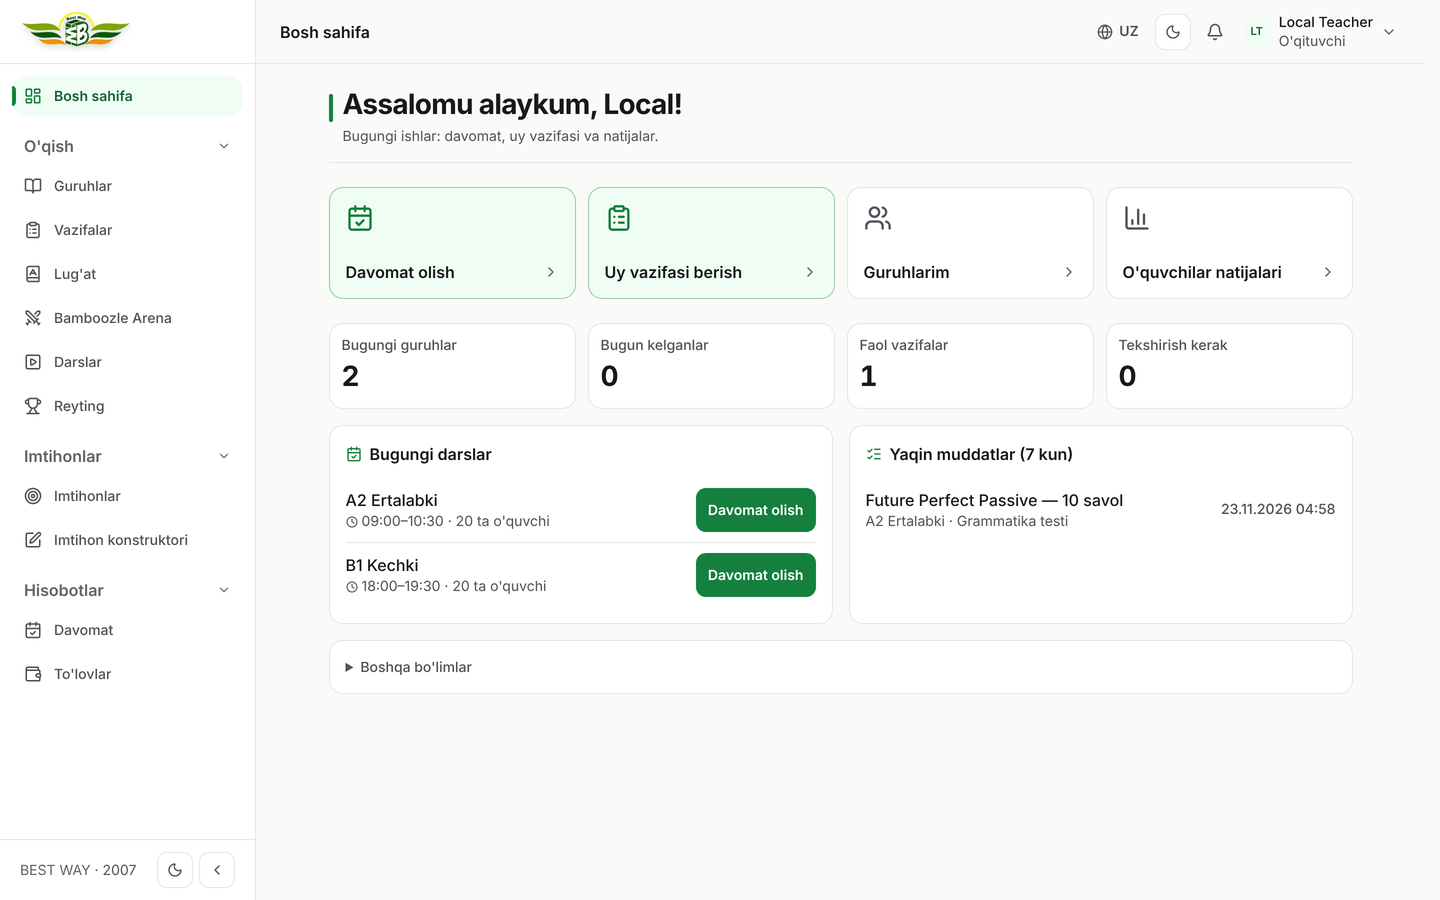 Bosh sahifa
UZ
LT
Local Teacher
O'qituvchi
Bosh sahifa
O'qish
Guruhlar
Vazifalar
Lug'at
Bamboozle Arena
Darslar
Reyting
Imtihonlar
Imtihonlar
Imtihon konstruktori
Hisobotlar
Davomat
To'lovlar
BEST WAY · 2007
Assalomu alaykum, Local!
Bugungi ishlar: davomat, uy vazifasi va natijalar.
Davomat olish
Uy vazifasi berish
Guruhlarim
O'quvchilar natijalari
Bugungi guruhlar
2
Bugun kelganlar
0
Faol vazifalar
1
Tekshirish kerak
0
Bugungi darslar
A2 Ertalabki
09:00–10:30 · 20 ta o'quvchi
Davomat olish
B1 Kechki
18:00–19:30 · 20 ta o'quvchi
Davomat olish
Yaqin muddatlar (7 kun)
Future Perfect Passive — 10 savol
A2 Ertalabki · Grammatika testi
23.11.2026 04:58
Boshqa bo'limlar